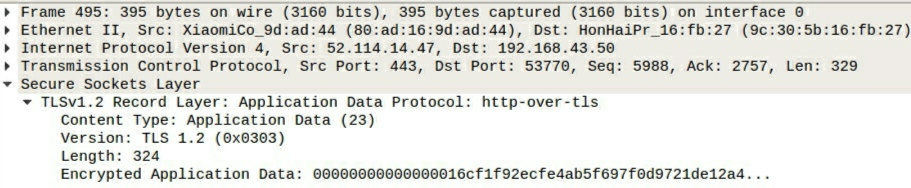 Frame 495: 395 bytes on wire (3160 bits), 395 bytes captured (3160 bits) on interface 0
Ethernet II, Src: XiaomiCo_9d:ad:44 (80:ad:16:9d:ad:44), Dst: HonHaiPr_16:fb:27 (9c:30:5b:16:fb:27)
Internet Protocol Version 4, Src: 52.114.14.47, Dst: 192.168.43.50
Transmission Control Protocol, Src Port: 443, Dst Port: 53770, Seq: 5988, Ack: 2757, Len: 329
Secure Sockets Layer
TLSv1.2 Record Layer: Application Data Protocol: http-over-tls
Content Type: Application Data (23)
Version: TLS 1.2 (0x0303)
Length: 324
Encrypted Application Data: 00000000000000016cf1f92ecfe4ab5f697f0d9721de12a4...